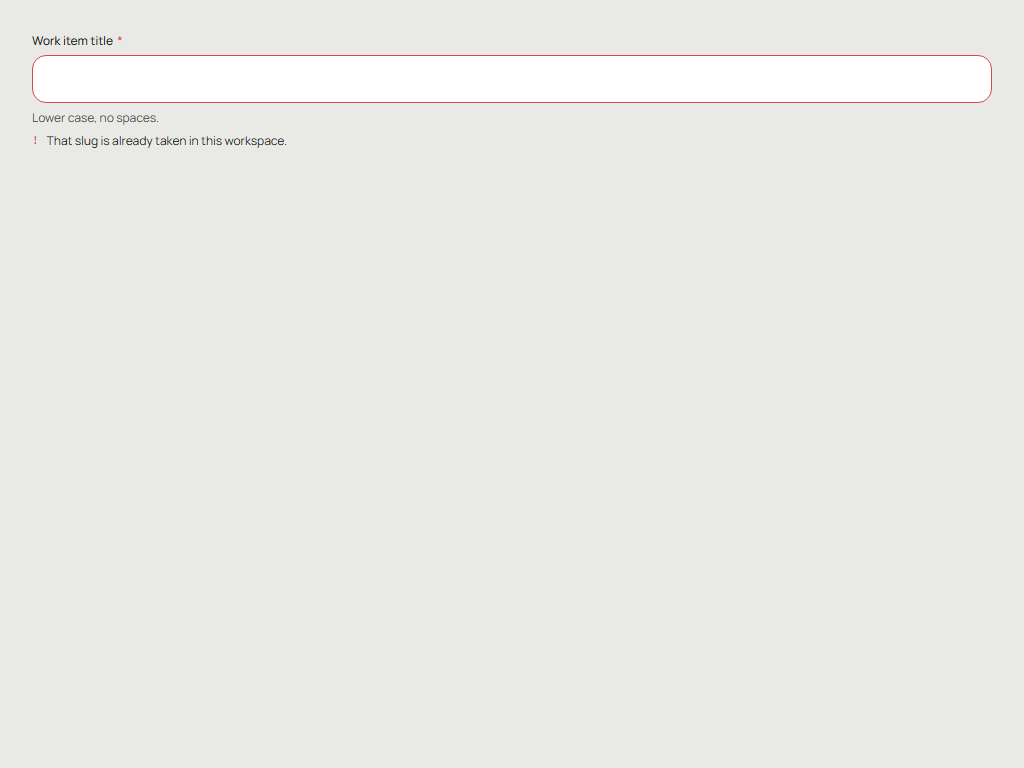 Work item title *
Lower case, no spaces.
! That slug is already taken in this workspace.